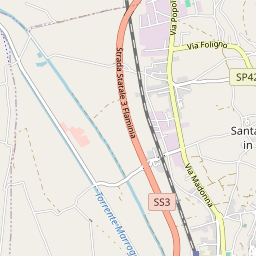 Via Popol
Via Foligno
SP42
Strada Statale 3 Flaminia
Santa
in
Via Madonna
SS3
Torrente-Marrog